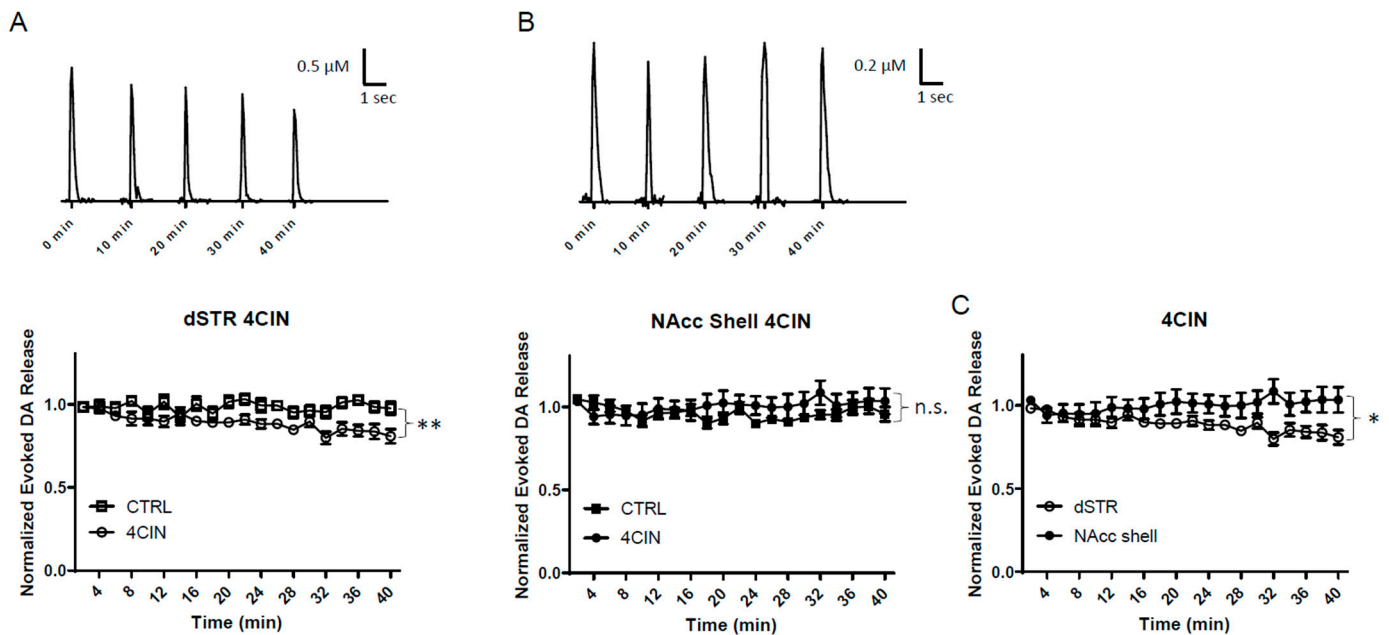 A
0.5 μM
1 sec
0 min
10 min
20 min
30 min
40 min
B
0.2 μM
1 sec
0 min
10 min
20 min
30 min
40 min
dSTR 4CIN
Normalized Evoked DA Release
1.0
0.5
0.0
**
CTRL
4CIN
4 8 12 16 20 24 28 32 36 40
Time (min)
NAcc Shell 4CIN
Normalized Evoked DA Release
1.0
0.5
0.0
n.s.
CTRL
4CIN
4 8 12 16 20 24 28 32 36 40
Time (min)
C
4CIN
Normalized Evoked DA Release
1.0
0.5
0.0
*
dSTR
NAcc shell
4 8 12 16 20 24 28 32 36 40
Time (min)